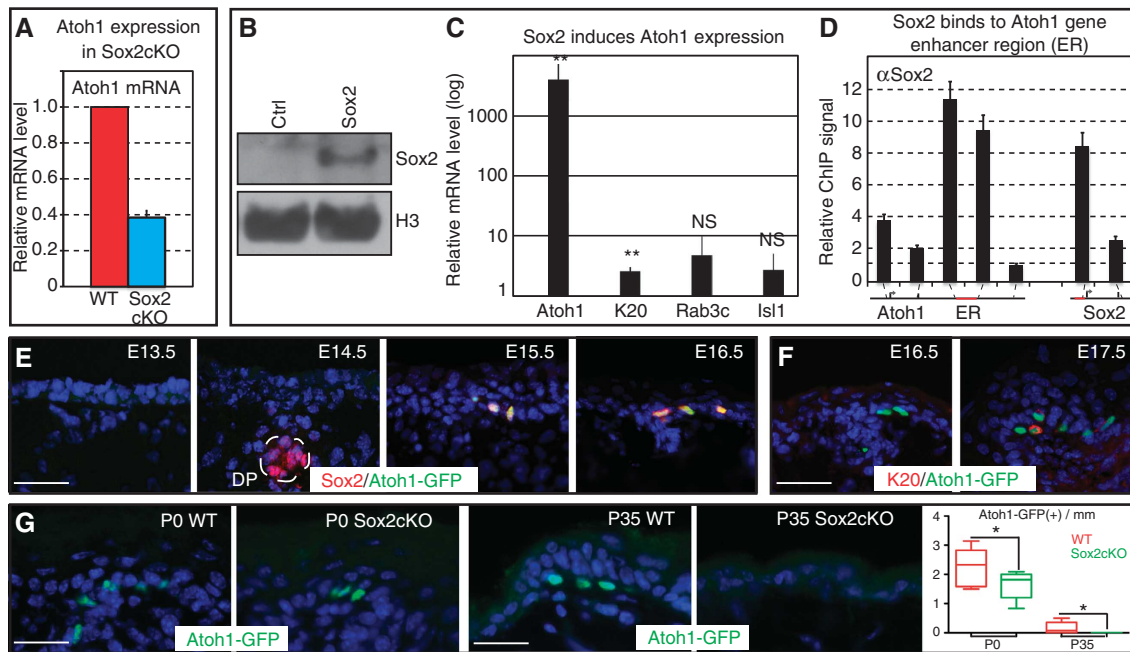 A
Atoh1 expression
in Sox2cKO
Atoh1 mRNA
Relative mRNA level
1.0
0.8
0.6
0.4
0.2
0
WT
Sox2
cKO
B
Ctrl
Sox2
Sox2
H3
C
Sox2 induces Atoh1 expression
Relative mRNA level (log)
1000
100
10
1
**
**
NS
NS
Atoh1
K20
Rab3c
Isl1
D
Sox2 binds to Atoh1 gene
enhancer region (ER)
αSox2
Relative ChIP signal
12
10
8
6
4
2
1
0
Atoh1
ER
Sox2
E
E13.5
E14.5
E15.5
E16.5
DP
Sox2/Atoh1-GFP
F
E16.5
E17.5
K20/Atoh1-GFP
G
P0 WT
P0 Sox2cKO
P35 WT
P35 Sox2cKO
Atoh1-GFP
Atoh1-GFP
Atoh1-GFP(+) / mm
4
3
2
1
0
*
*
WT
Sox2cKO
P0
P35